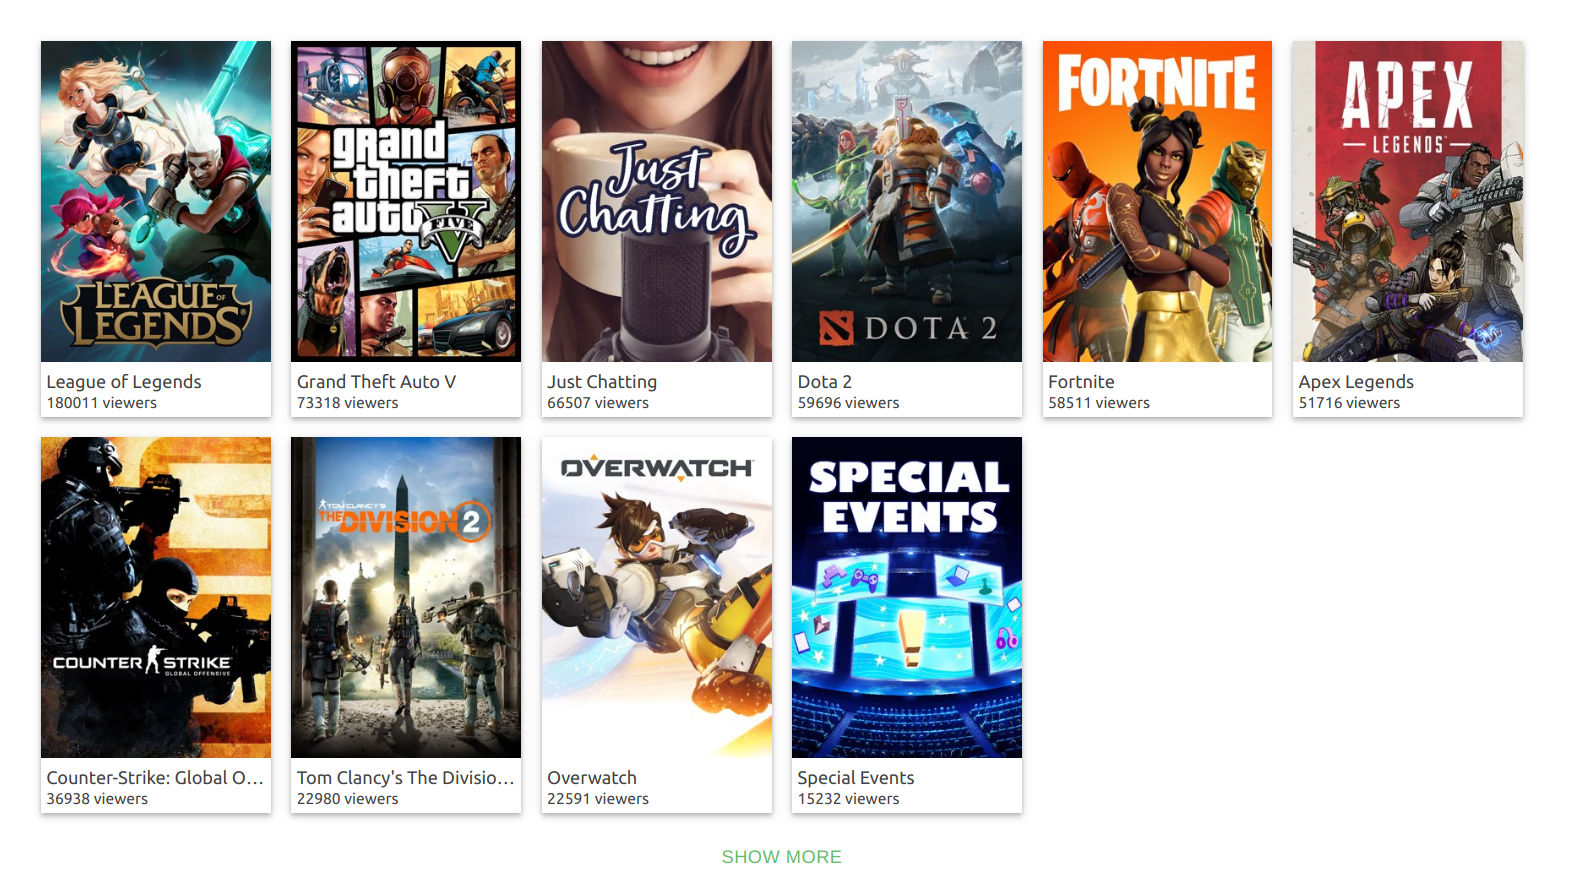 LEAGUE OF
LEGENDS
League of Legends
180011 viewers
grand
theft
auto V
FIVE
Grand Theft Auto V
73318 viewers
Just
Chatting
Just Chatting
66507 viewers
DOTA 2
Dota 2
59696 viewers
FORTNITE
Fortnite
58511 viewers
APEX
LEGENDS
Apex Legends
51716 viewers
COUNTER STRIKE
GLOBAL OFFENSIVE
Counter-Strike: Global O...
36938 viewers
TOM CLANCY'S
THE DIVISION 2
Tom Clancy's The Divisio...
22980 viewers
OVERWATCH
Overwatch
22591 viewers
SPECIAL
EVENTS
Special Events
15232 viewers
SHOW MORE